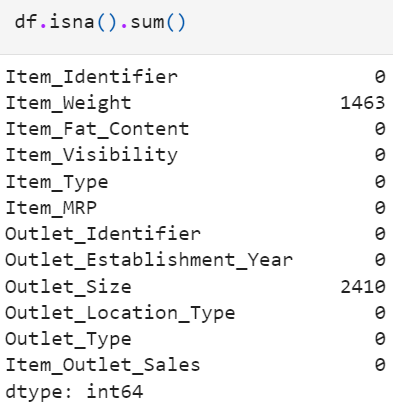 df.isna().sum()
Item_Identifier 0
Item_Weight 1463
Item_Fat_Content 0
Item_Visibility 0
Item_Type 0
Item_MRP 0
Outlet_Identifier 0
Outlet_Establishment_Year 0
Outlet_Size 2410
Outlet_Location_Type 0
Outlet_Type 0
Item_Outlet_Sales 0
dtype: int64